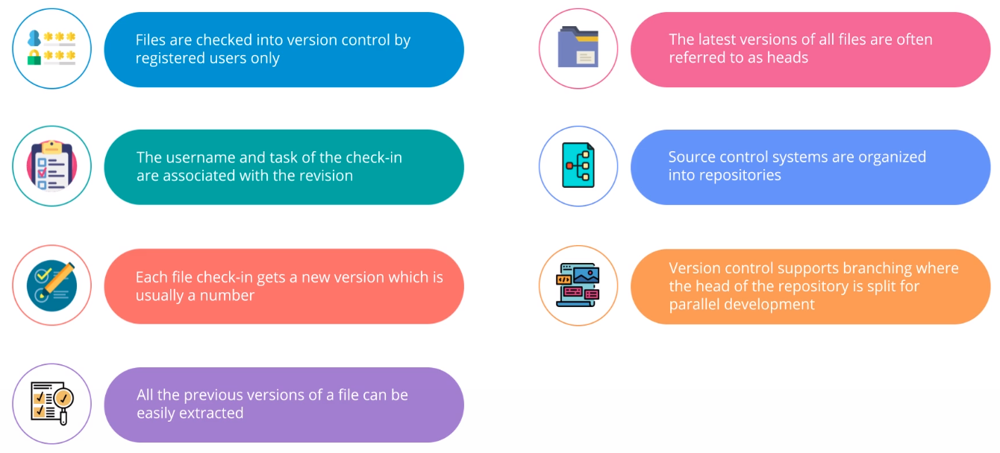 Files are checked into version control by
registered users only
The username and task of the check-in
are associated with the revision
Each file check-in gets a new version which is
usually a number
All the previous versions of a file can be
easily extracted
The latest versions of all files are often
referred to as heads
Source control systems are organized
into repositories
Version control supports branching where
the head of the repository is split for
parallel development